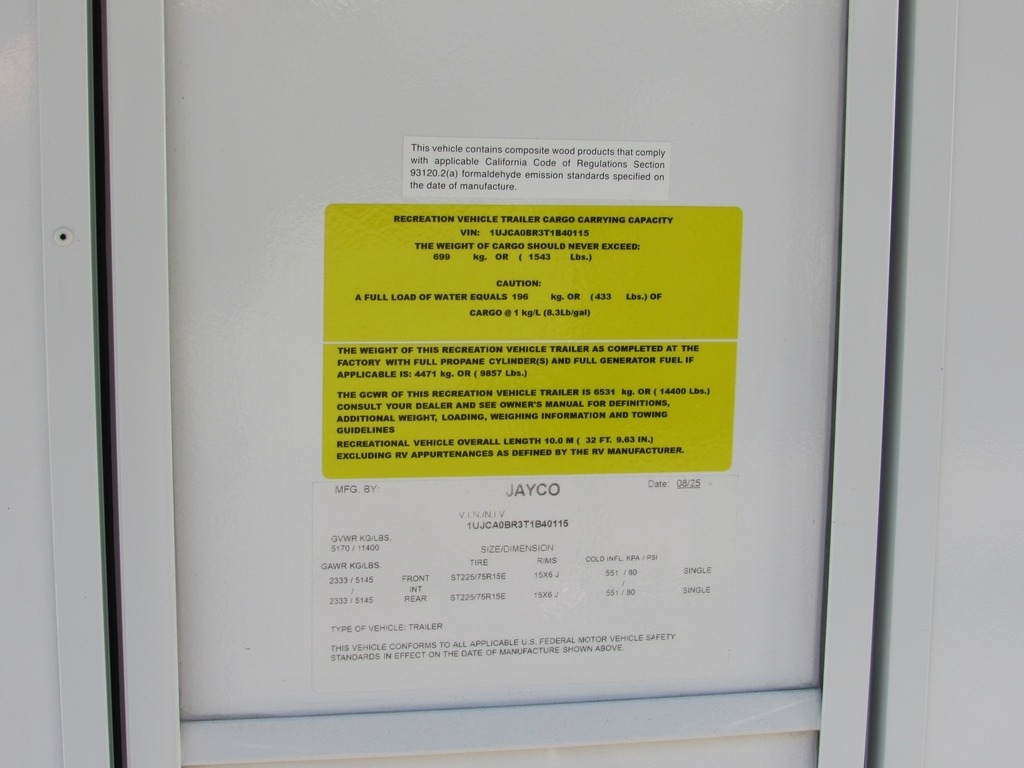 This vehicle contains composite wood products that comply
with applicable California Code of Regulations Section
93120.2(a) formaldehyde emission standards specified on
the date of manufacture.
RECREATION VEHICLE TRAILER CARGO CARRYING CAPACITY
VIN: 1UJCA0BR3T1B40115
THE WEIGHT OF CARGO SHOULD NEVER EXCEED:
699 kg. OR ( 1543 Lbs.)
CAUTION:
A FULL LOAD OF WATER EQUALS 196 kg. OR (433 Lbs.) OF
CARGO @ 1 kg/L (8.3Lb/gal)
THE WEIGHT OF THIS RECREATION VEHICLE TRAILER AS COMPLETED AT THE
FACTORY WITH FULL PROPANE CYLINDER(S) AND FULL GENERATOR FUEL IF
APPLICABLE IS: 4471 kg. OR ( 9857 Lbs.)
THE GCWR OF THIS RECREATION VEHICLE TRAILER IS 6531 kg. OR ( 14400 Lbs.)
CONSULT YOUR DEALER AND SEE OWNER'S MANUAL FOR DEFINITIONS,
ADDITIONAL WEIGHT, LOADING, WEIGHING INFORMATION AND TOWING
GUIDELINES
RECREATIONAL VEHICLE OVERALL LENGTH 10.0 M ( 32 FT. 9.63 IN.)
EXCLUDING RV APPURTENANCES AS DEFINED BY THE RV MANUFACTURER.
MFG. BY: JAYCO Date: 08/25
V.I.N./N.I.V
1UJCA0BR3T1B40115
GVWR KG/LBS.
5170 / 11400
SIZE/DIMENSION
GAWR KG/LBS. TIRE RIMS COLD INFL. KPA / PSI
2333 / 5145 FRONT ST225/75R15E 15X6 J 551 / 80 SINGLE
/ INT /
2333 / 5145 REAR ST225/75R15E 15X6 J 551 / 80 SINGLE
TYPE OF VEHICLE: TRAILER
THIS VEHICLE CONFORMS TO ALL APPLICABLE U.S. FEDERAL MOTOR VEHICLE SAFETY
STANDARDS IN EFFECT ON THE DATE OF MANUFACTURE SHOWN ABOVE.